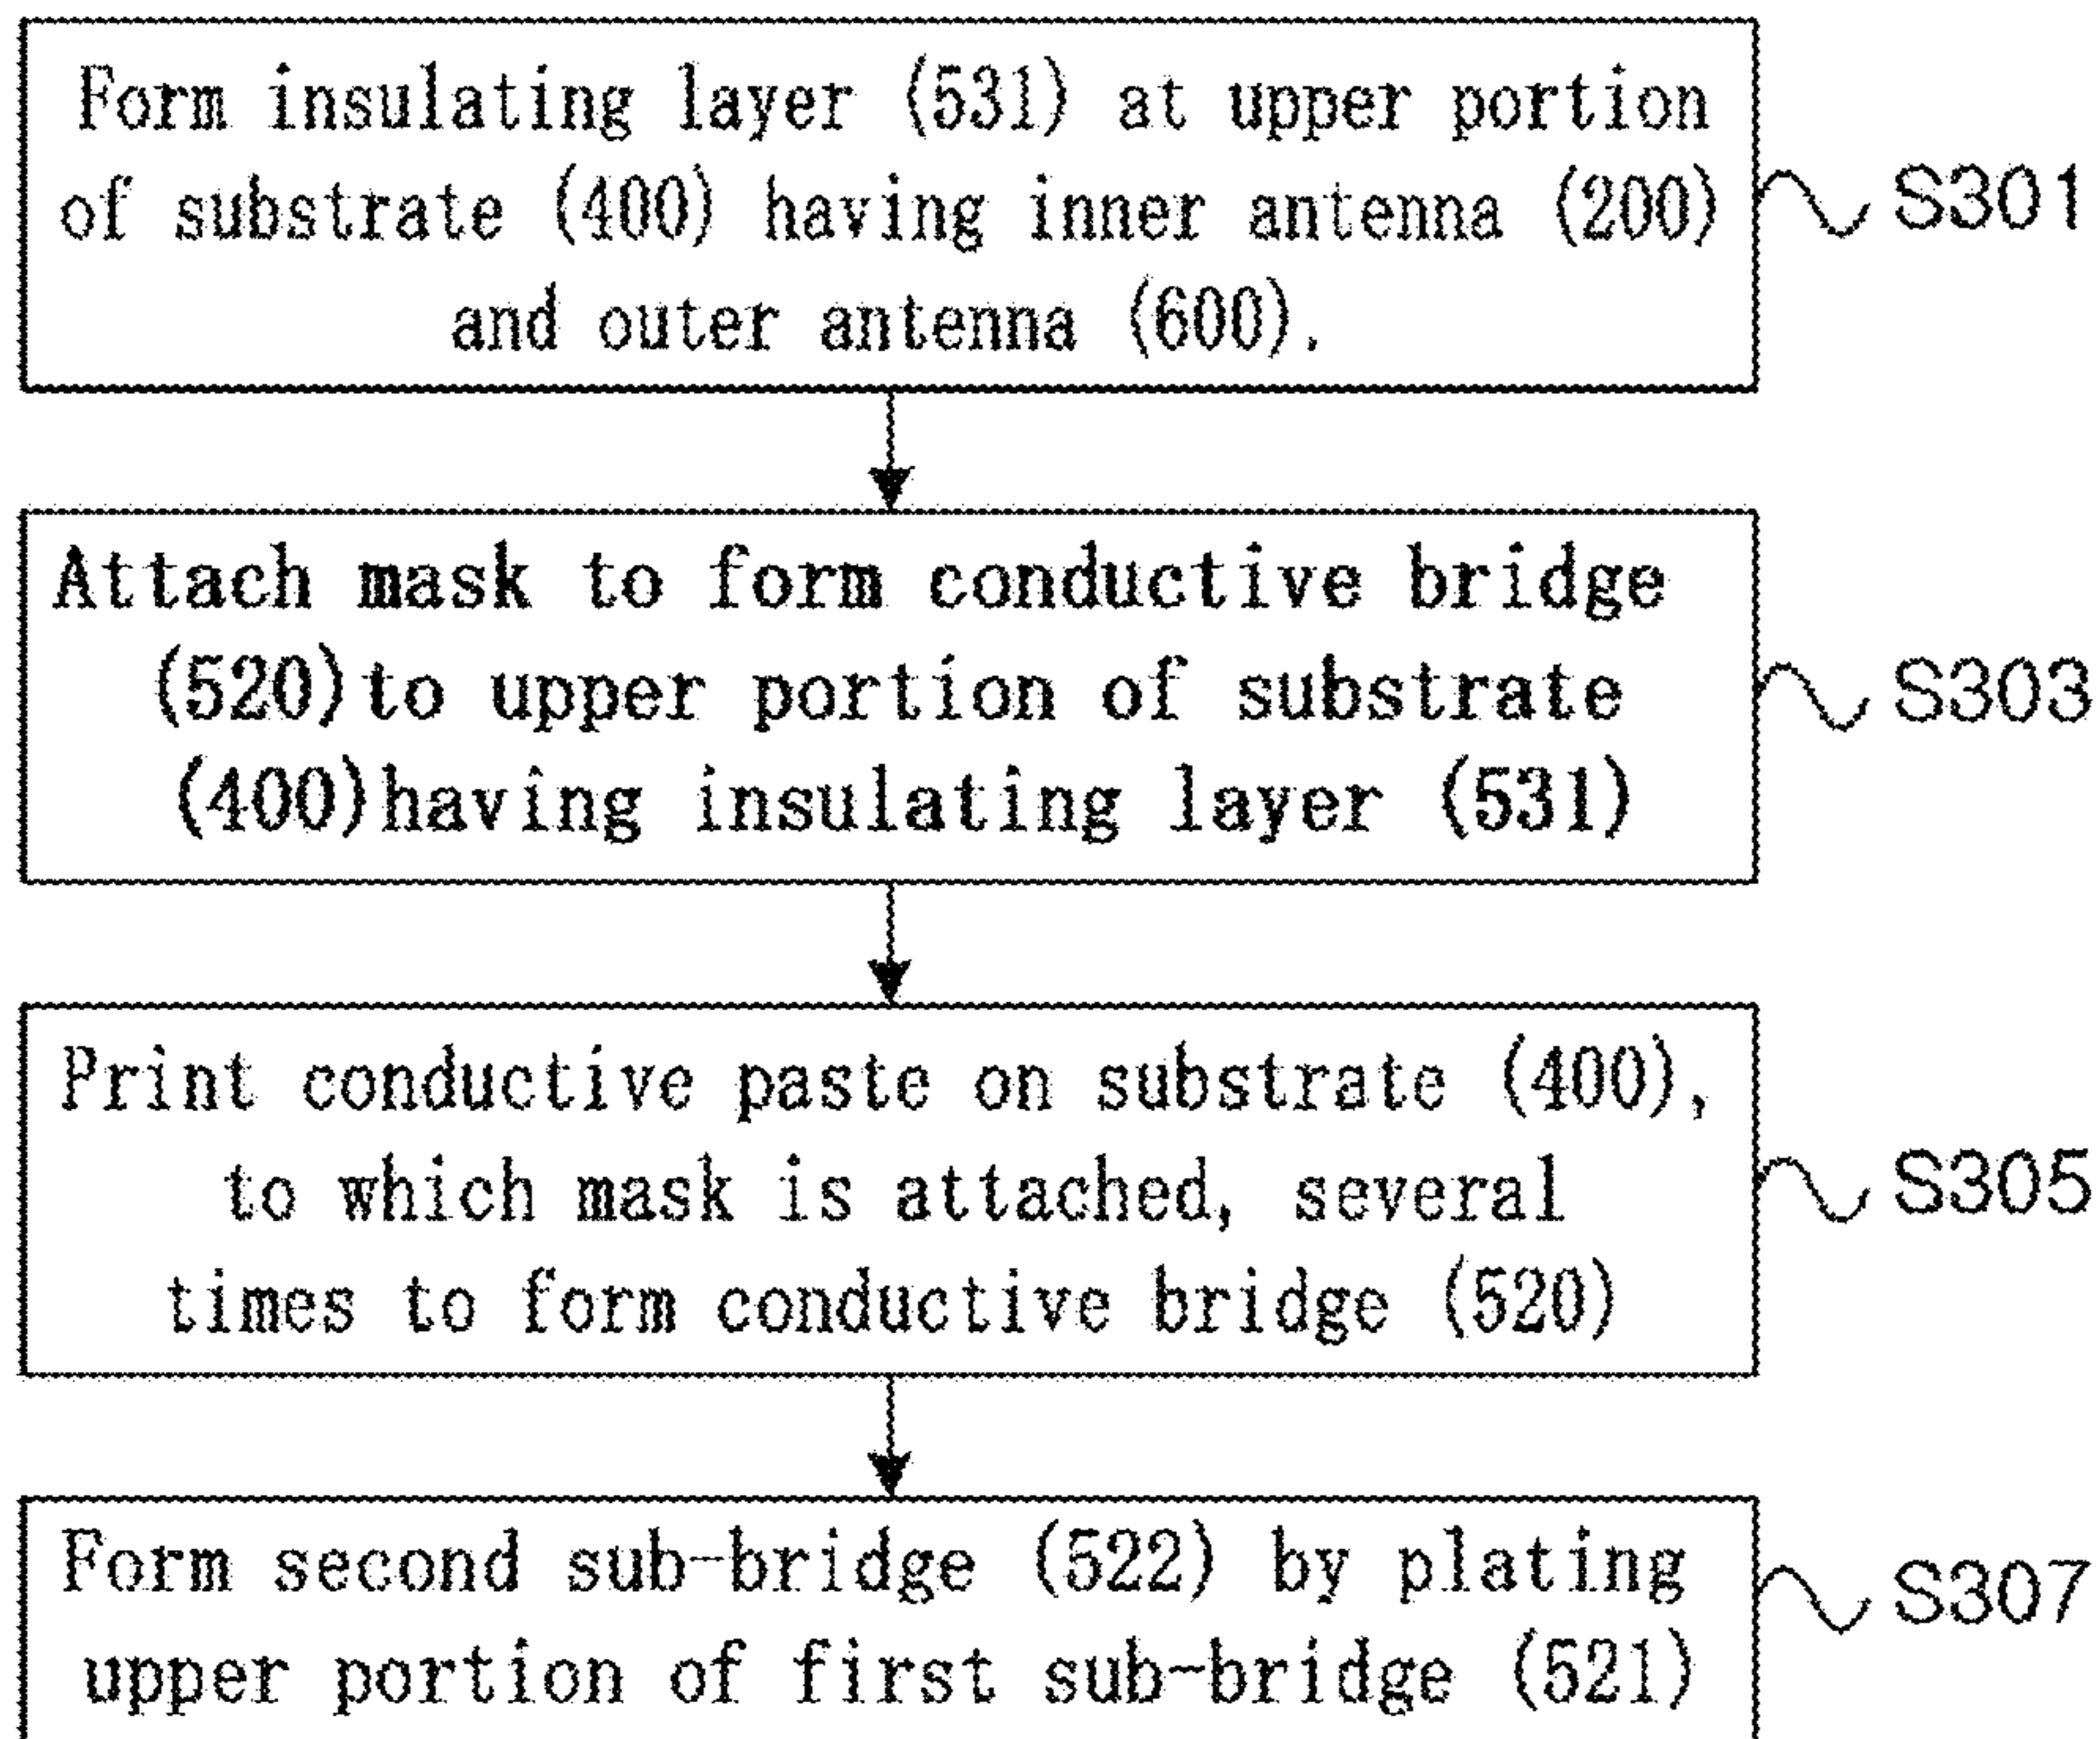 Form insulating layer (531) at upper portion
of substrate (400) having inner antenna (200)
and outer antenna (600).
S301
Attach mask to form conductive bridge
(520) to upper portion of substrate
(400) having insulating layer (531)
S303
Print conductive paste on substrate (400),
to which mask is attached, several
times to form conductive bridge (520)
S305
Form second sub-bridge (522) by plating
upper portion of first sub-bridge (521)
S307